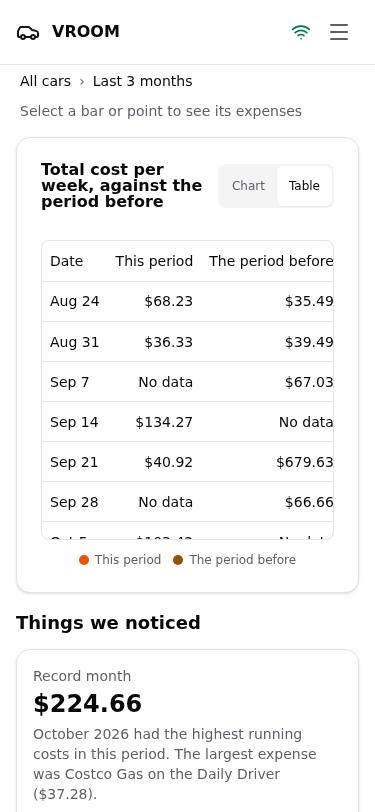 VROOM
All cars › Last 3 months
Select a bar or point to see its expenses
Total cost per
week, against the
period before
Chart Table
Date This period The period before
Aug 24 $68.23 $35.49
Aug 31 $36.33 $39.49
Sep 7 No data $67.03
Sep 14 $134.27 No data
Sep 21 $40.92 $679.63
Sep 28 No data $66.66
This period The period before
Things we noticed
Record month
$224.66
October 2026 had the highest running
costs in this period. The largest expense
was Costco Gas on the Daily Driver
($37.28).